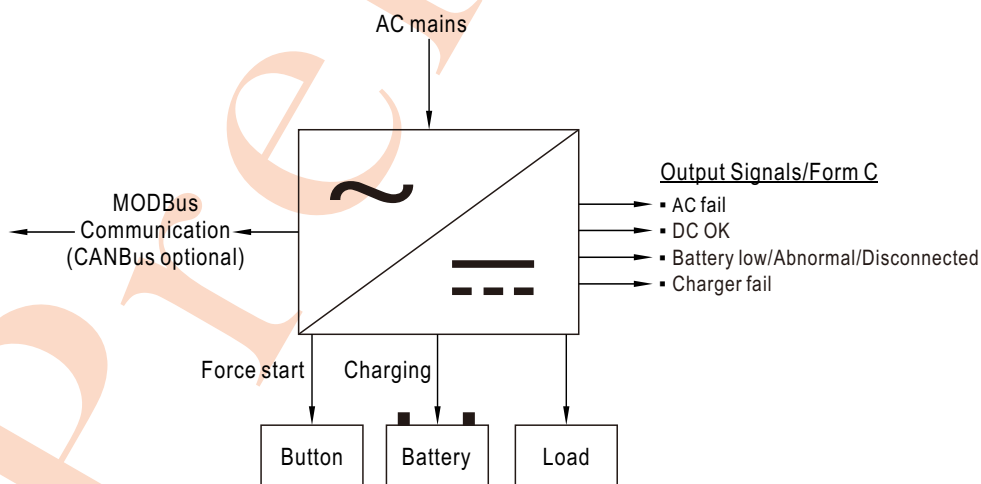 AC mains
Output Signals/Form C
▪ AC fail
▪ DC OK
▪ Battery low/Abnormal/Disconnected
▪ Charger fail
MODBus
Communication
(CANBus optional)
Force start
Charging
Button
Battery
Load